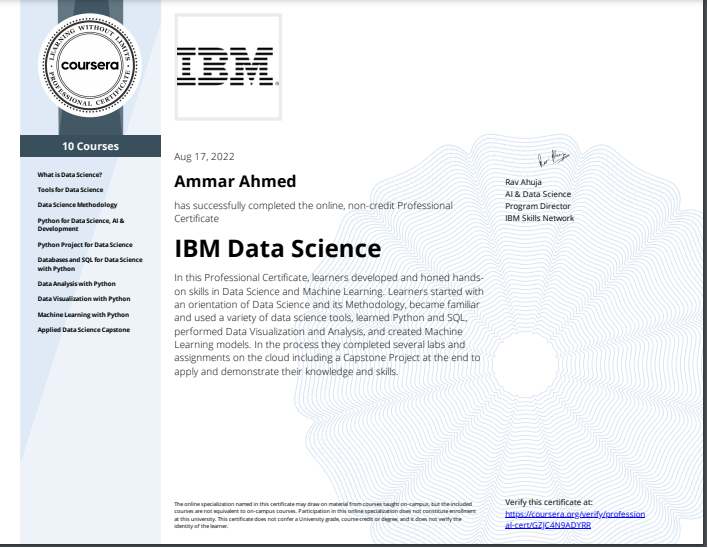 LEARNING WITHOUT LIMITS
coursera
PROFESSIONAL CERTIFICATE
IBM
10 Courses
What is Data Science?
Tools for Data Science
Data Science Methodology
Python for Data Science, AI &
Development
Python Project for Data Science
Databases and SQL for Data Science
with Python
Data Analysis with Python
Data Visualization with Python
Machine Learning with Python
Applied Data Science Capstone
Aug 17, 2022
Ammar Ahmed
has successfully completed the online, non-credit Professional
Certificate
IBM Data Science
In this Professional Certificate, learners developed and honed hands-
on skills in Data Science and Machine Learning. Learners started with
an orientation of Data Science and its Methodology, became familiar
and used a variety of data science tools, learned Python and SQL,
performed Data Visualization and Analysis, and created Machine
Learning models. In the process they completed several labs and
assignments on the cloud including a Capstone Project at the end to
apply and demonstrate their knowledge and skills.
Rav Ahuja
AI & Data Science
Program Director
IBM Skills Network
The online specialization named in this certificate may draw on material from courses taught on-campus, but the included
courses are not equivalent to on-campus courses. Participation in this online specialization does not constitute enrollment
at this university. This certificate does not confer a University grade, course credit or degree, and it does not verify the
identity of the learner.
Verify this certificate at:
https://coursera.org/verify/profession
al-cert/GZJC4N9ADYRR